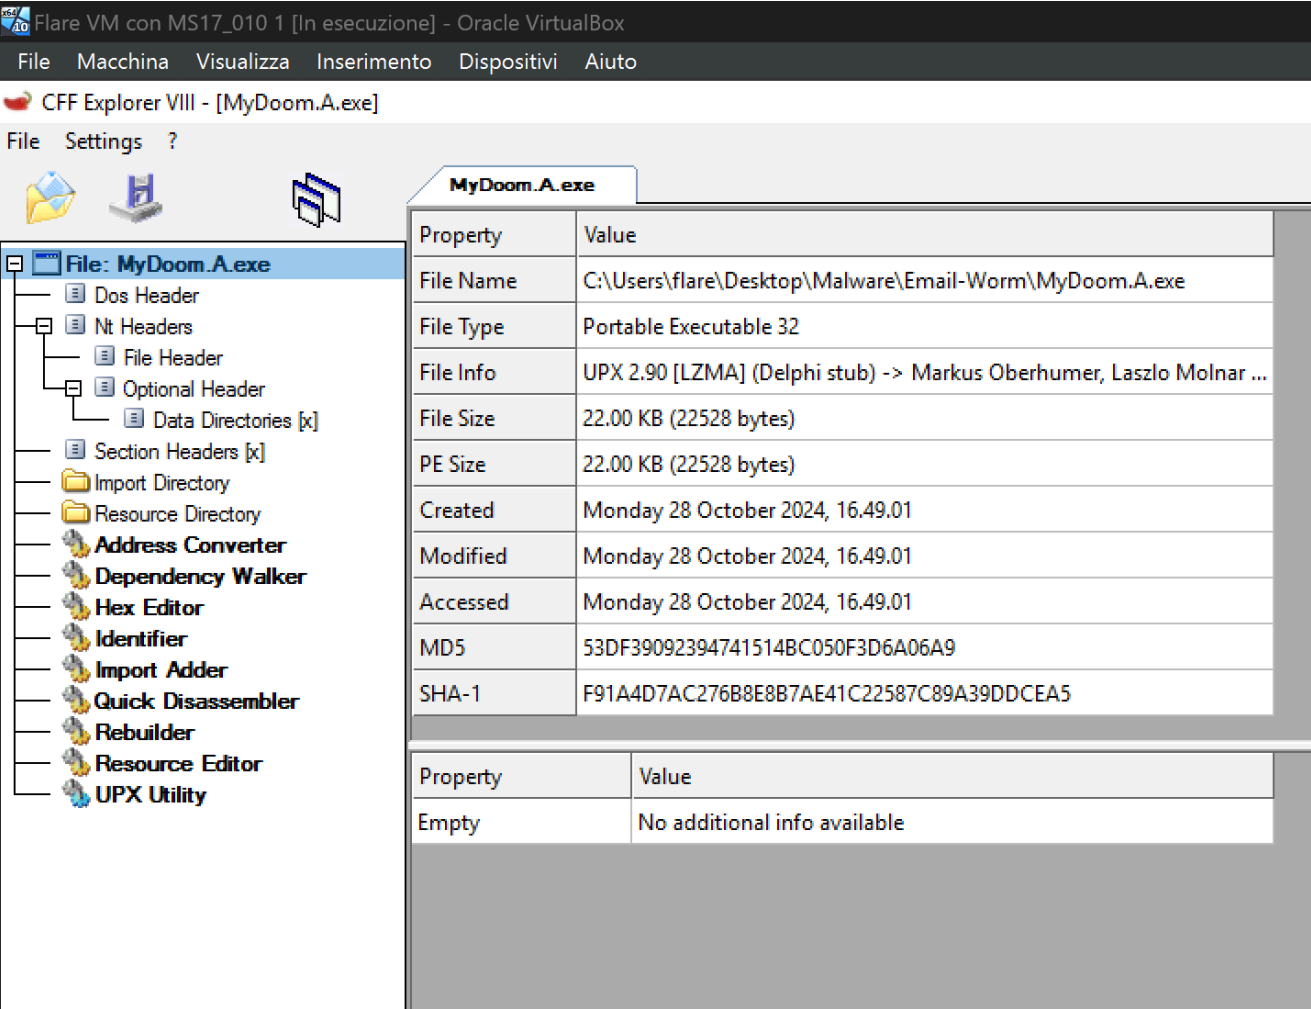 Flare VM con MS17_010 1 [In esecuzione] - Oracle VirtualBox
File Macchina Visualizza Inserimento Dispositivi Aiuto
CFF Explorer VIII - [MyDoom.A.exe]
File Settings ?
MyDoom.A.exe
File: MyDoom.A.exe
Dos Header
Nt Headers
File Header
Optional Header
Data Directories [x]
Section Headers [x]
Import Directory
Resource Directory
Address Converter
Dependency Walker
Hex Editor
Identifier
Import Adder
Quick Disassembler
Rebuilder
Resource Editor
UPX Utility
Property Value
File Name C:\Users\flare\Desktop\Malware\Email-Worm\MyDoom.A.exe
File Type Portable Executable 32
File Info UPX 2.90 [LZMA] (Delphi stub) -> Markus Oberhumer, Laszlo Molnar ...
File Size 22.00 KB (22528 bytes)
PE Size 22.00 KB (22528 bytes)
Created Monday 28 October 2024, 16.49.01
Modified Monday 28 October 2024, 16.49.01
Accessed Monday 28 October 2024, 16.49.01
MD5 53DF39092394741514BC050F3D6A06A9
SHA-1 F91A4D7AC276B8E8B7AE41C22587C89A39DDCEA5
Property Value
Empty No additional info available